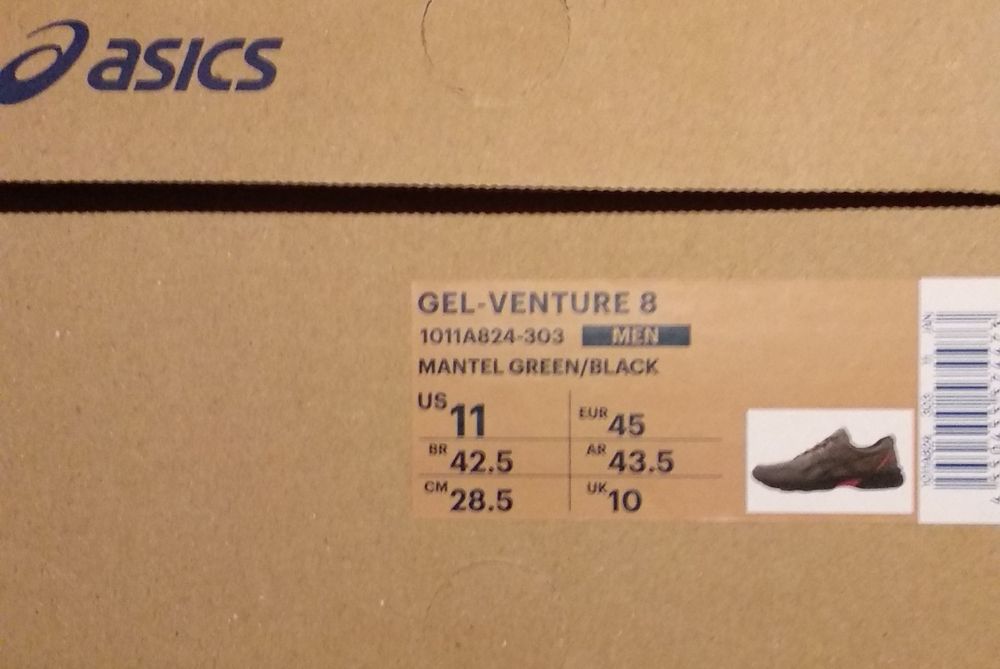 asics
GEL-VENTURE 8
1011A824-303 MEN
MANTEL GREEN/BLACK
US 11 EUR 45
BR 42.5 AR 43.5
CM 28.5 UK 10